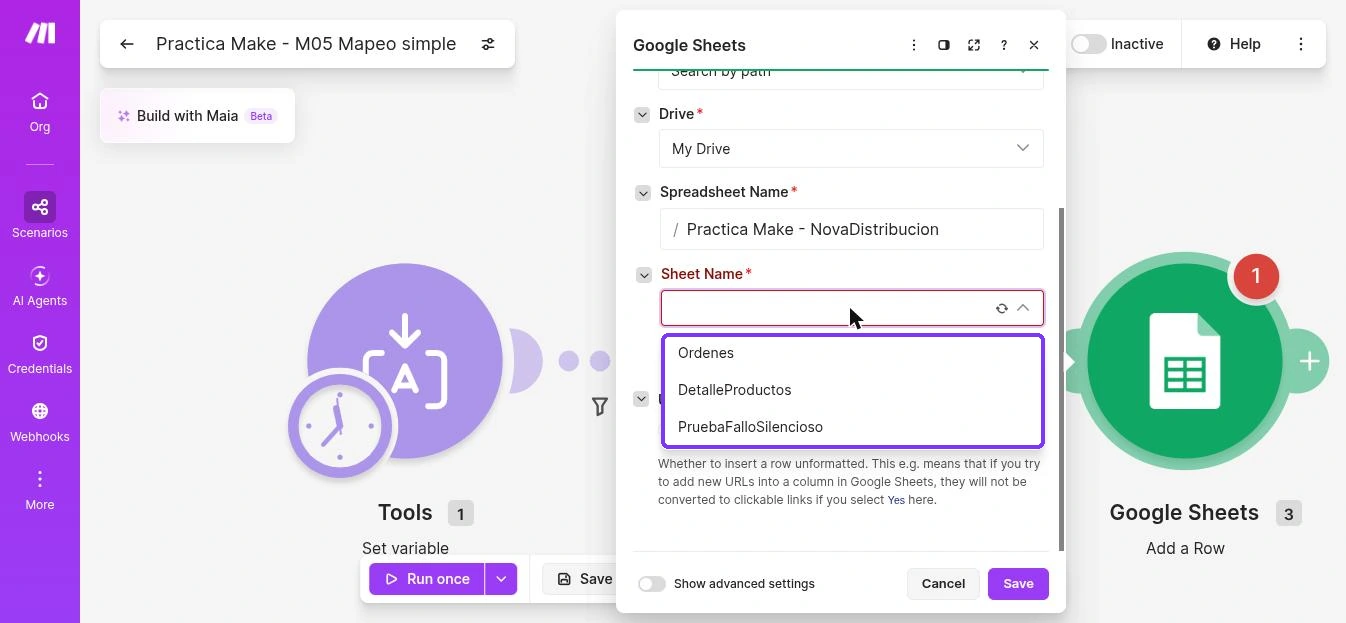 Practica Make - M05 Mapeo simple
Build with Maia Beta
Org
Scenarios
AI Agents
Credentials
Webhooks
More
A
Tools 1
Set variable
Run once
Save
Google Sheets
?
Search by path
Drive *
My Drive
Spreadsheet Name *
/ Practica Make - NovaDistribucion
Sheet Name *
Ordenes
DetalleProductos
PruebaFalloSilencioso
Whether to insert a row unformatted. This e.g. means that if you try
to add new URLs into a column in Google Sheets, they will not be
converted to clickable links if you select Yes here.
Show advanced settings
Cancel
Save
Inactive
? Help
1
Google Sheets 3
Add a Row